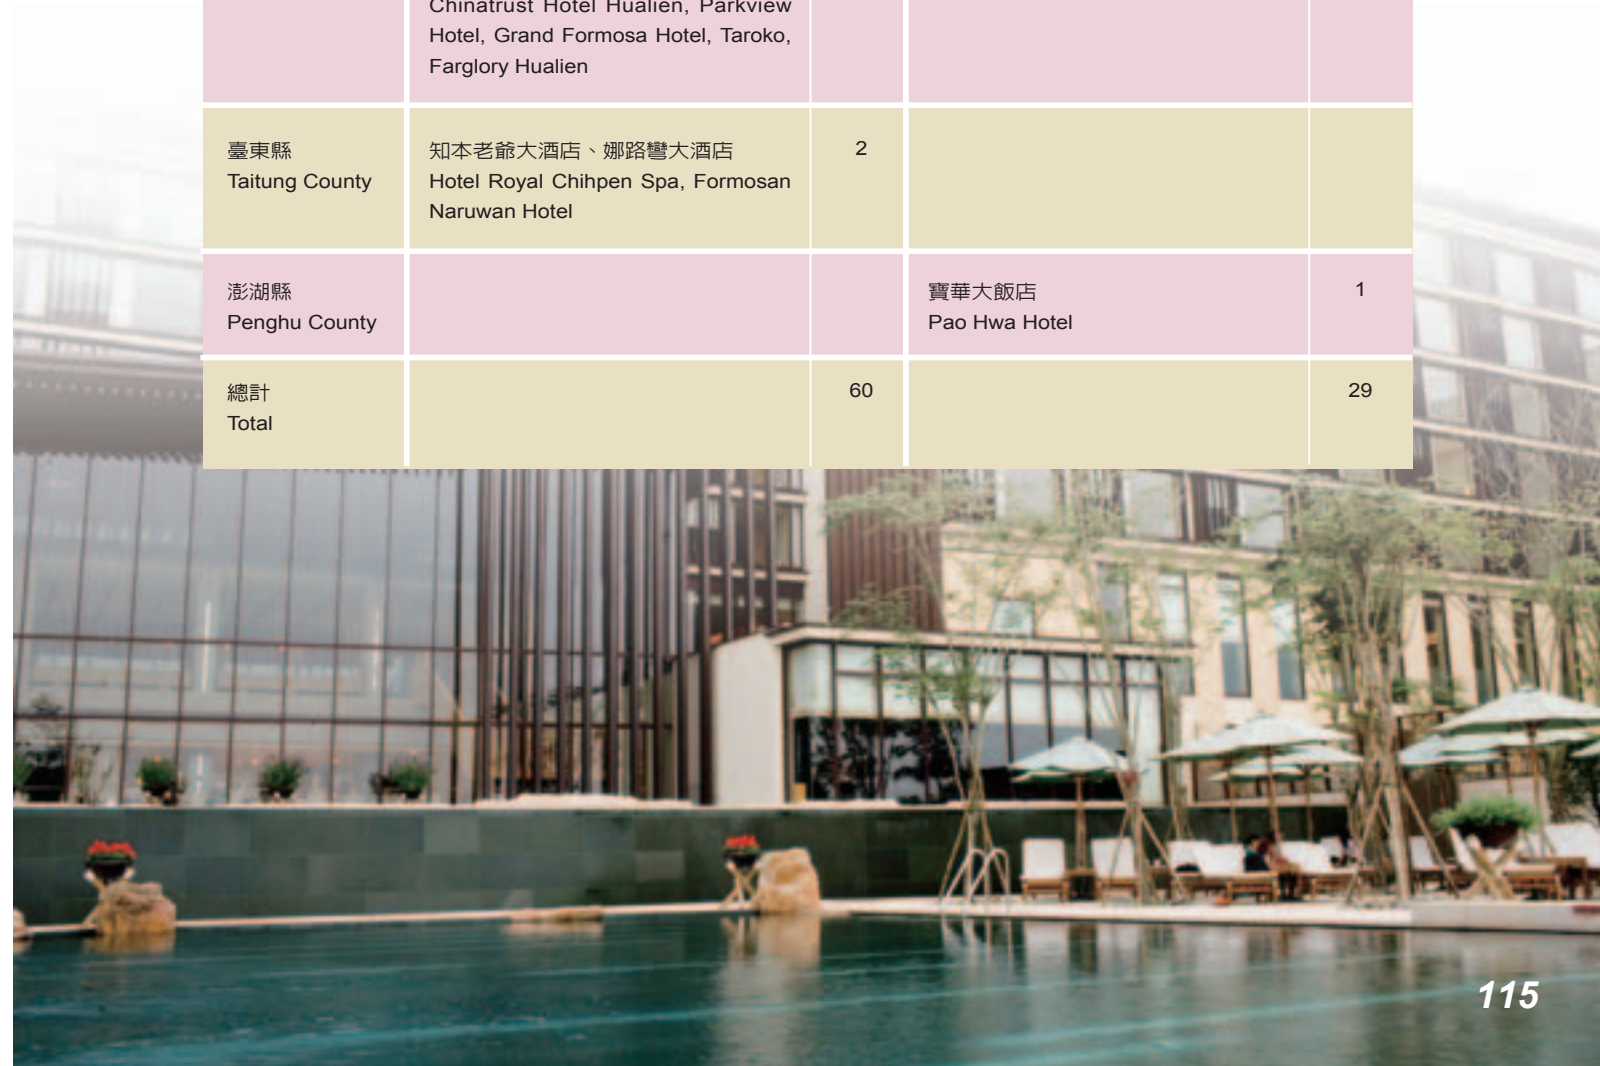 Chinatrust Hotel Hualien, Parkview
Hotel, Grand Formosa Hotel, Taroko,
Farglory Hualien
臺東縣
Taitung County
知本老爺大酒店、娜路彎大酒店
Hotel Royal Chihpen Spa, Formosan
Naruwan Hotel
2
澎湖縣
Penghu County
寶華大飯店
Pao Hwa Hotel
1
總計
Total
60
29
115